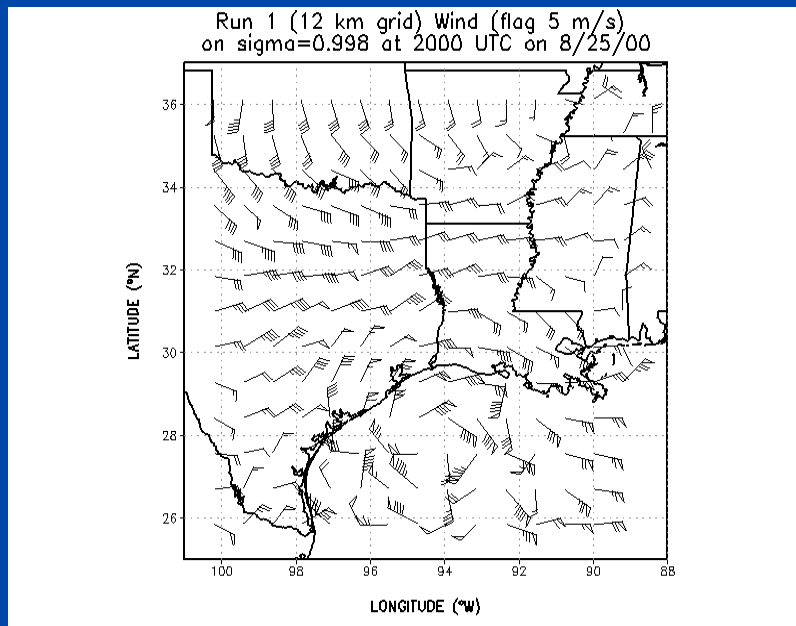 Run 1 (12 km grid) Wind (flag 5 m/s)
on sigma=0.998 at 2000 UTC on 8/25/00
36
34
32
30
28
26
LATITUDE (°N)
100 98 96 94 92 90 88
LONGITUDE (°W)